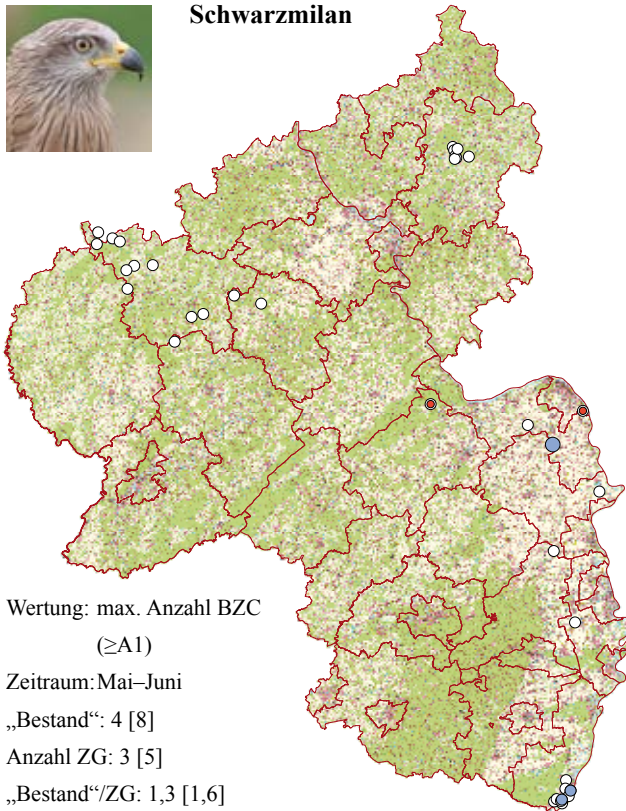 Schwarzmilan
Wertung: max. Anzahl BZC
(≥A1)
Zeitraum:Mai–Juni
„Bestand“: 4 [8]
Anzahl ZG: 3 [5]
„Bestand“/ZG: 1,3 [1,6]